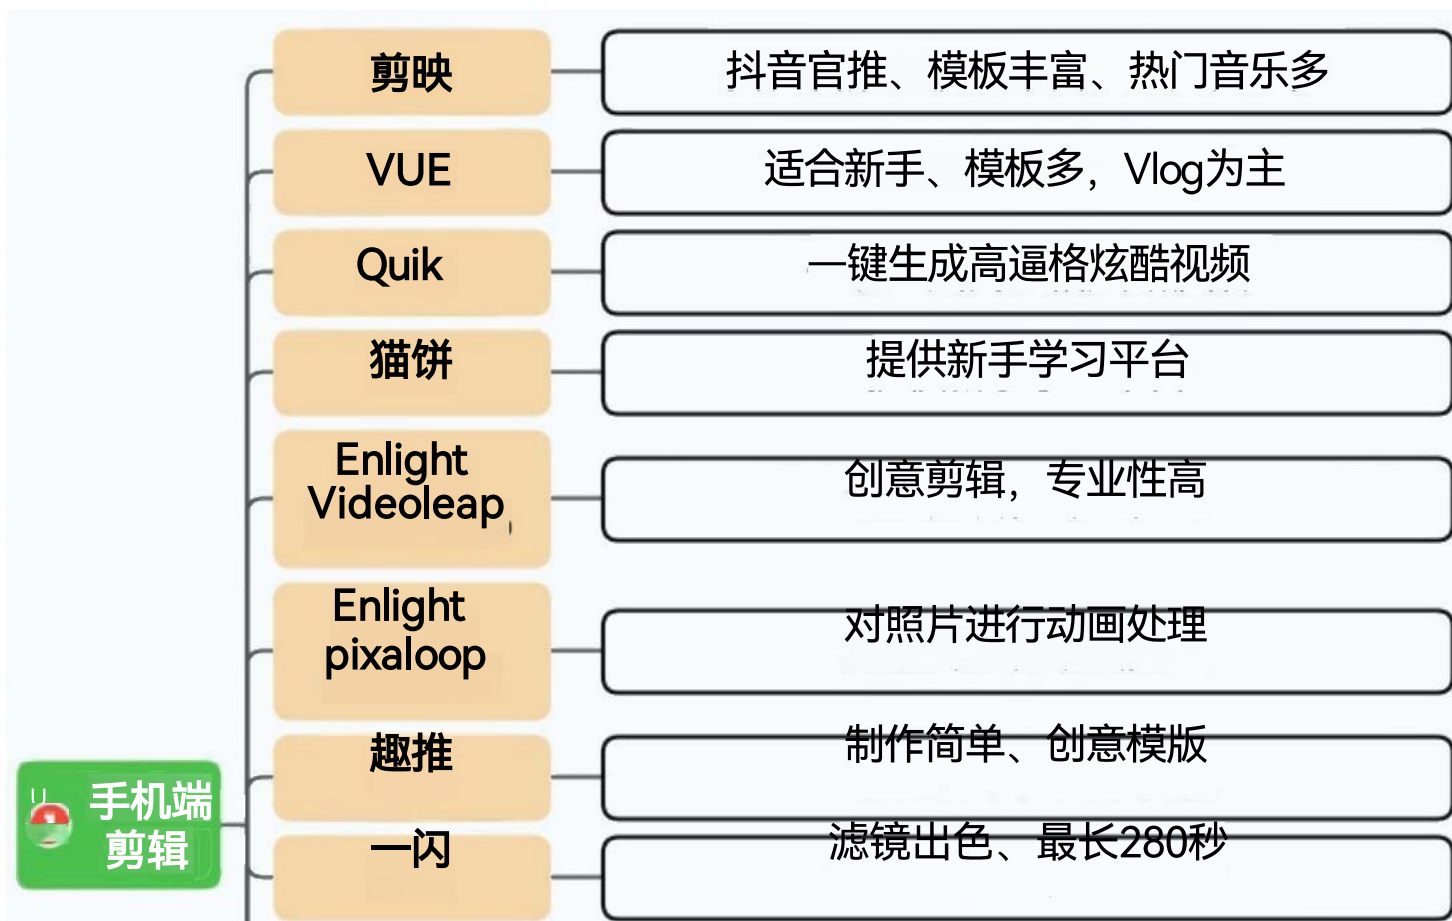 剪映
抖音官推、模板丰富、热门音乐多
VUE
适合新手、模板多，Vlog为主
Quik
一键生成高逼格炫酷视频
猫饼
提供新手学习平台
Enlight
Videoleap
创意剪辑，专业性高
Enlight
pixaloop
对照片进行动画处理
趣推
制作简单、创意模版
手机端
剪辑
一闪
滤镜出色、最长280秒